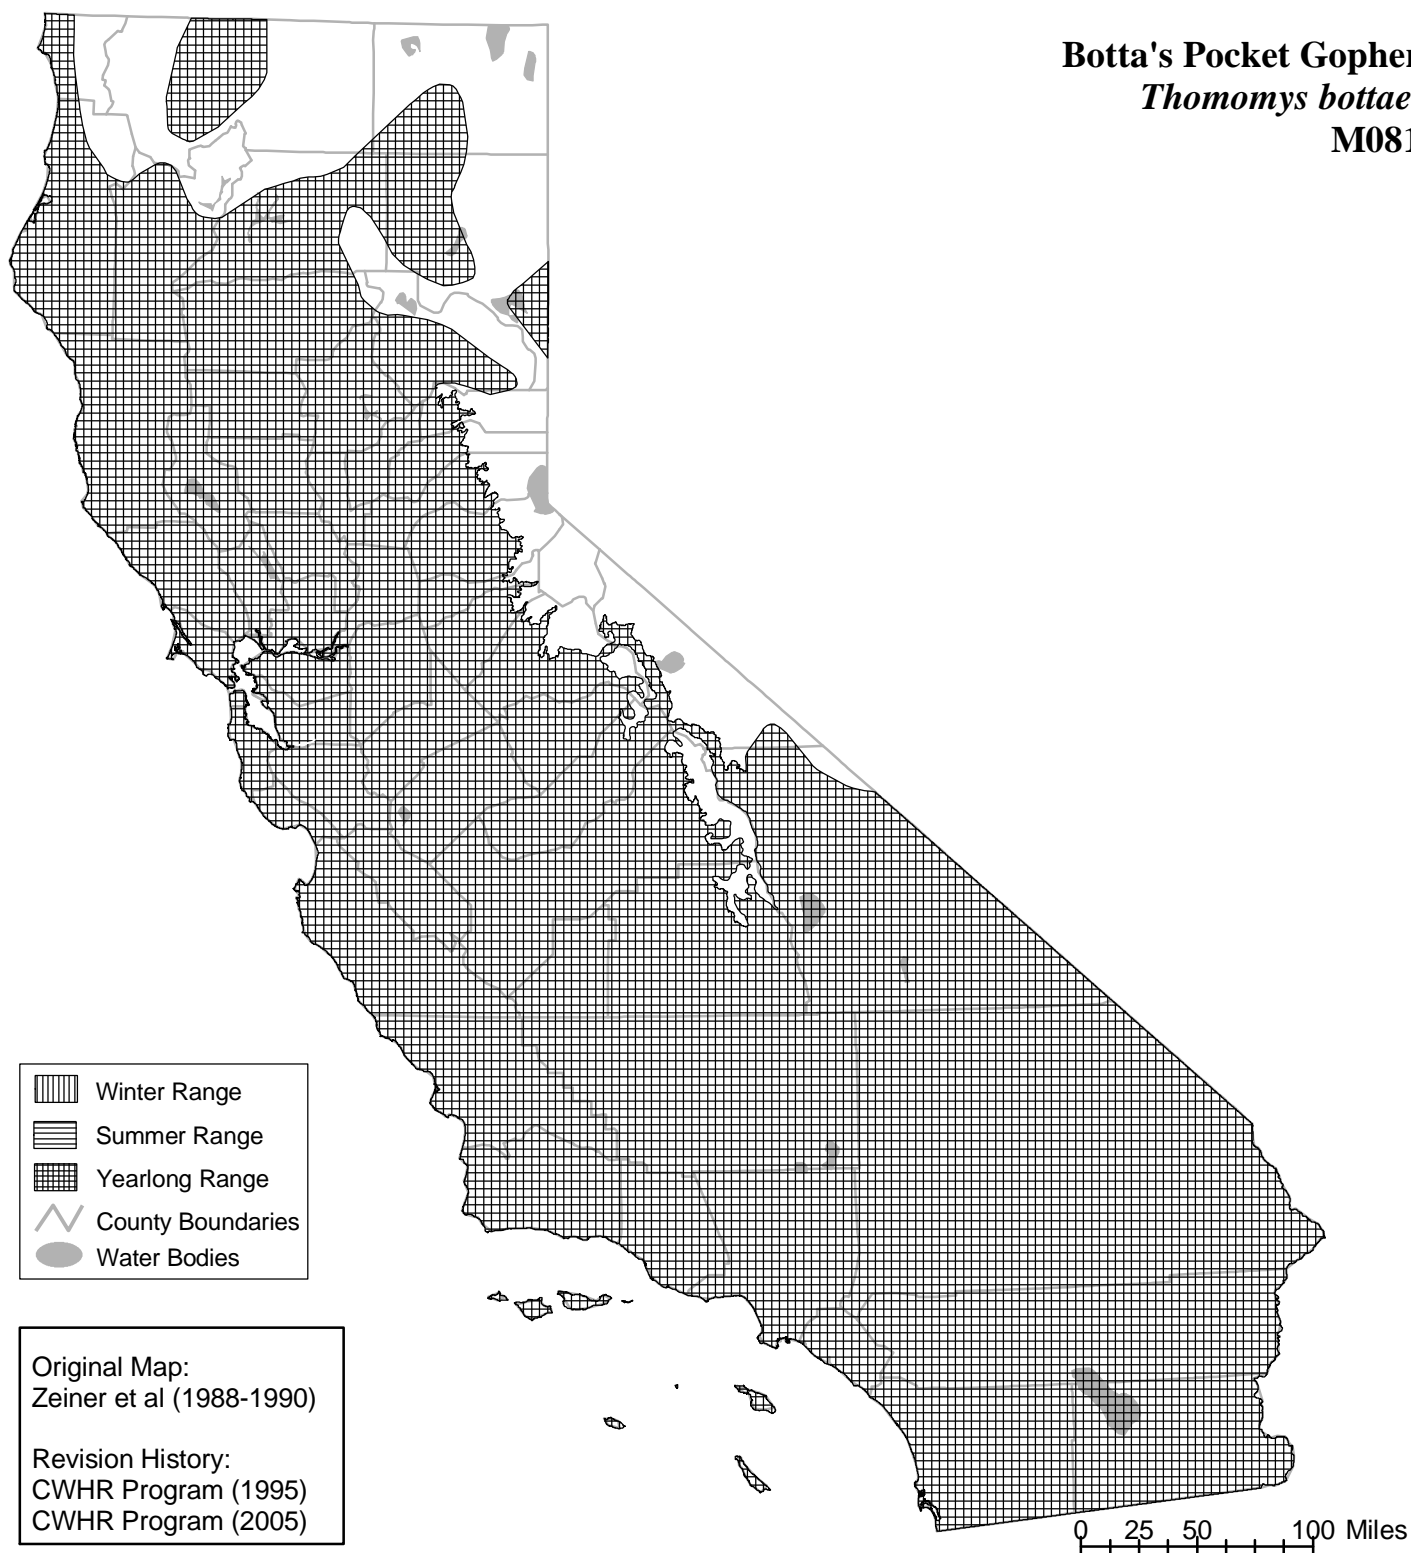 Botta's Pocket Gopher
Thomomys bottae
M081
Winter Range
Summer Range
Yearlong Range
County Boundaries
Water Bodies
Original Map:
Zeiner et al (1988-1990)
Revision History:
CWHR Program (1995)
CWHR Program (2005)
0 25 50 100 Miles